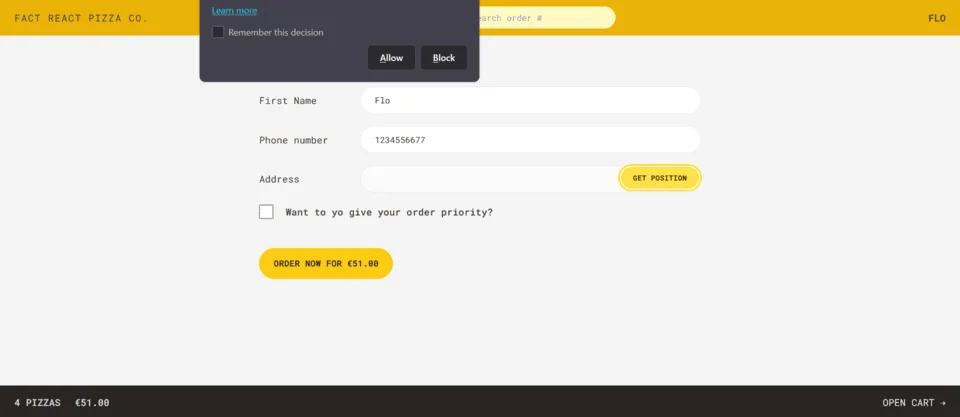 FACT REACT PIZZA CO.
earch order #
FLO
Learn more
Remember this decision
Allow
Block
First Name
Flo
Phone number
1234556677
Address
GET POSITION
Want to yo give your order priority?
ORDER NOW FOR €51.00
4 PIZZAS €51.00
OPEN CART →